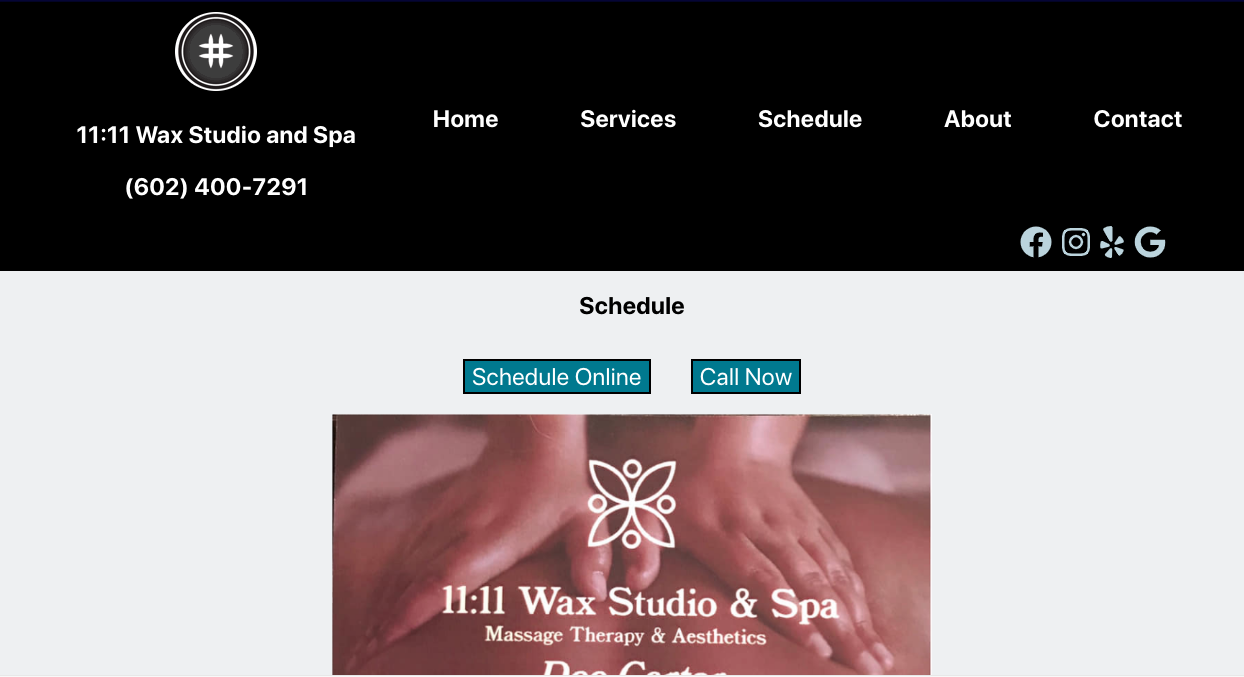 11:11 Wax Studio and Spa
(602) 400-7291
Home Services Schedule About Contact
Schedule
Schedule Online Call Now
11:11 Wax Studio & Spa
Massage Therapy & Aesthetics